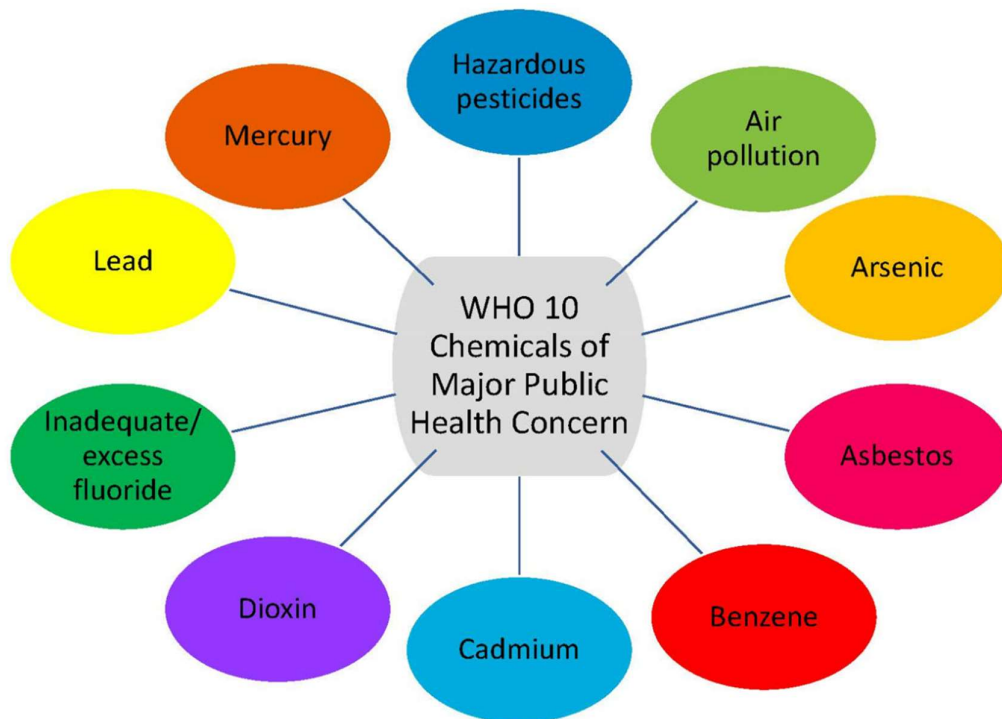 Hazardous
pesticides
Air
pollution
Arsenic
Asbestos
Benzene
Cadmium
Dioxin
Inadequate/
excess
fluoride
Lead
Mercury
WHO 10
Chemicals of
Major Public
Health Concern